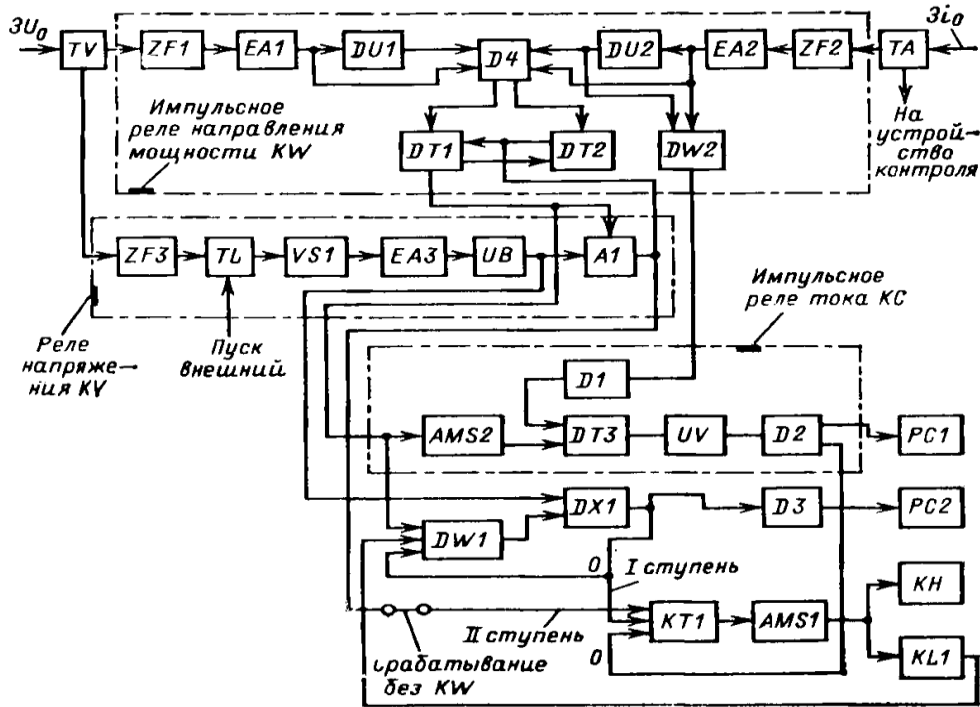 3U₀
TV
ZF1
EA1
DU1
D4
DU2
EA2
ZF2
TA
3i₀
Импульсное
реле направления
мощности KW
DT1
DT2
DW2
На
устрой-
ство
контроля
ZF3
TL
VS1
EA3
UB
A1
Реле
напряже-
ния KV
Пуск
внешний
Импульсное
реле тока KC
D1
AMS2
DT3
UV
D2
PC1
DX1
D3
PC2
DW1
0
I ступень
KH
KT1
AMS1
II ступень
0
KL1
Срабатывание
без KW